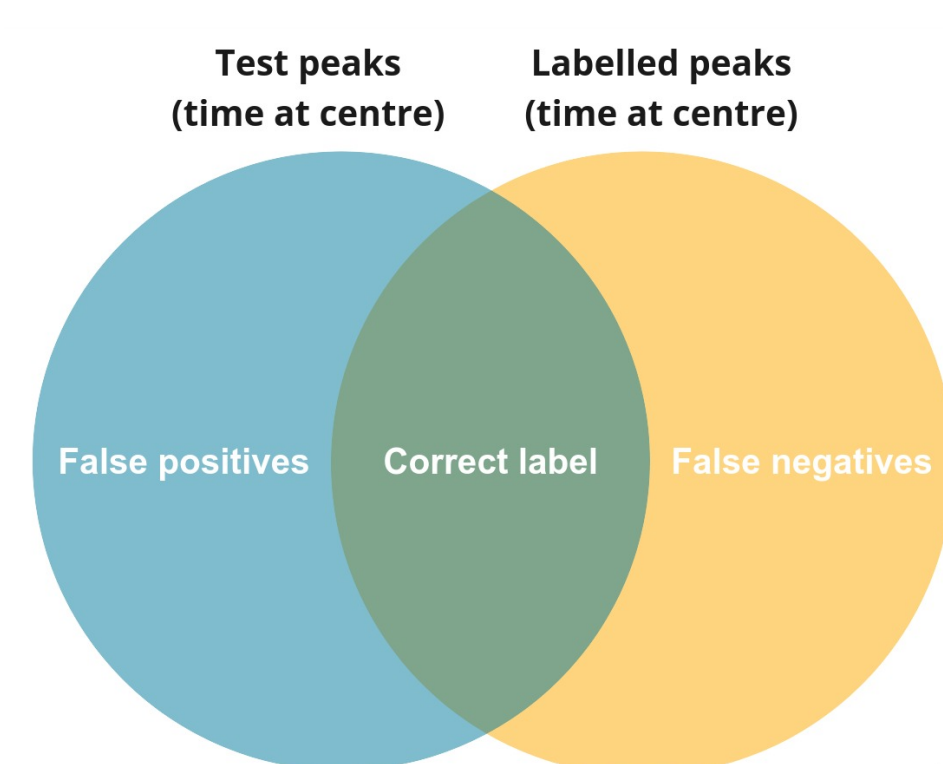 Test peaks
(time at centre)
Labelled peaks
(time at centre)
False positives
Correct label
False negatives